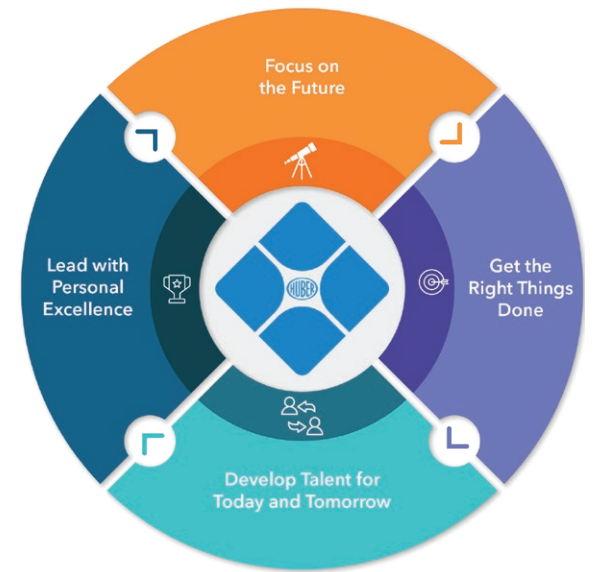 Focus on
the Future
Lead with
Personal
Excellence
HUBER
Get the
Right Things
Done
Develop Talent for
Today and Tomorrow